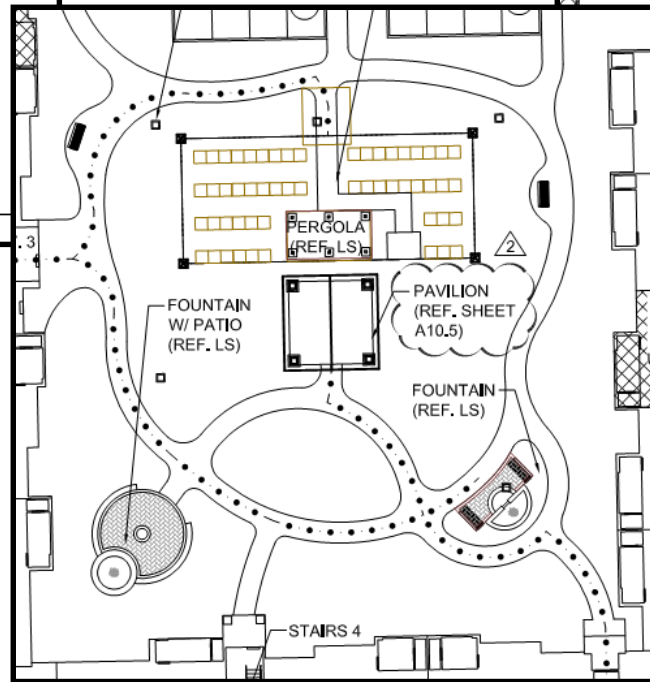 . 3
PERGOLA
(REF. LS)
2
FOUNTAIN
W/ PATIO
(REF. LS)
PAVILION
(REF. SHEET
A10.5)
FOUNTAIN
(REF. LS)
STAIRS 4